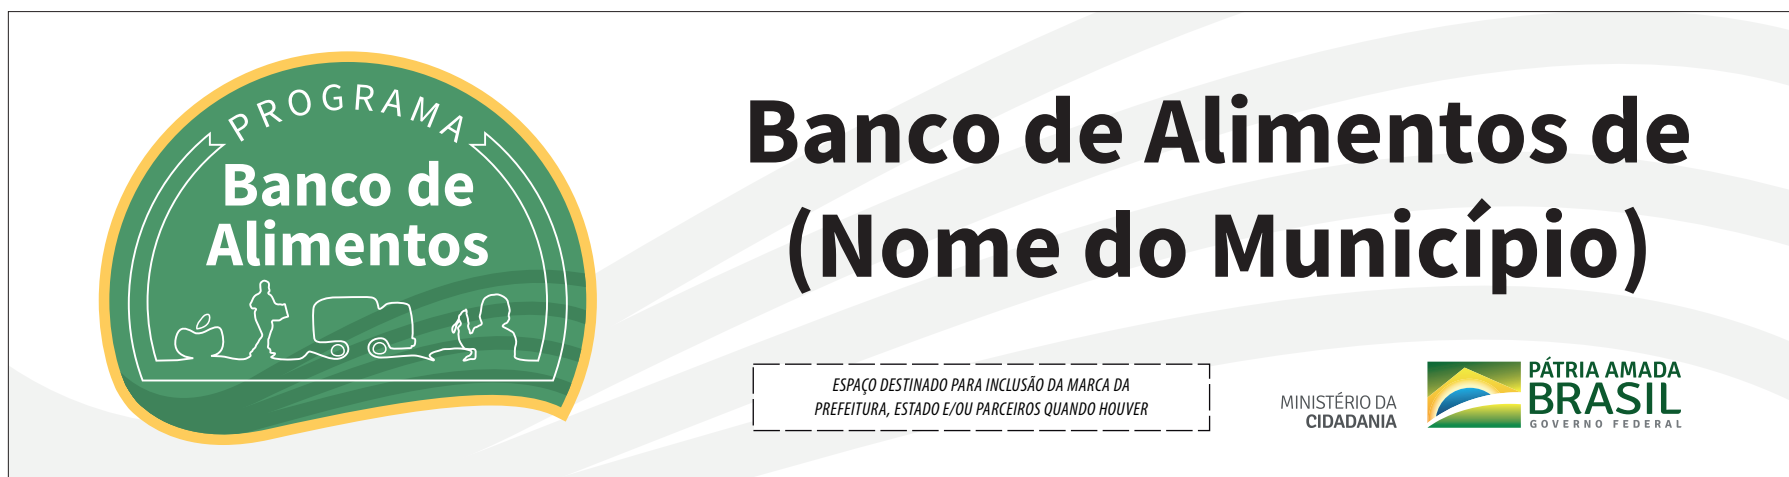 PROGRAMA
Banco de
Alimentos
Banco de Alimentos de
(Nome do Município)
ESPAÇO DESTINADO PARA INCLUSÃO DA MARCA DA
PREFEITURA, ESTADO E/OU PARCEIROS QUANDO HOUVER
MINISTÉRIO DA
CIDADANIA
PÁTRIA AMADA
BRASIL
GOVERNO FEDERAL